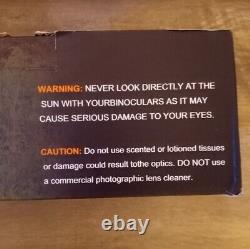 WARNING: NEVER LOOK DIRECTLY AT THE
SUN WITH YOURBINOCULARS AS IT MAY
CAUSE SERIOUS DAMAGE TO YOUR EYES.
CAUTION: Do not use scented or lotioned tissues
or damage could result tothe optics. DO NOT use
a commercial photographic lens cleaner.
ebay